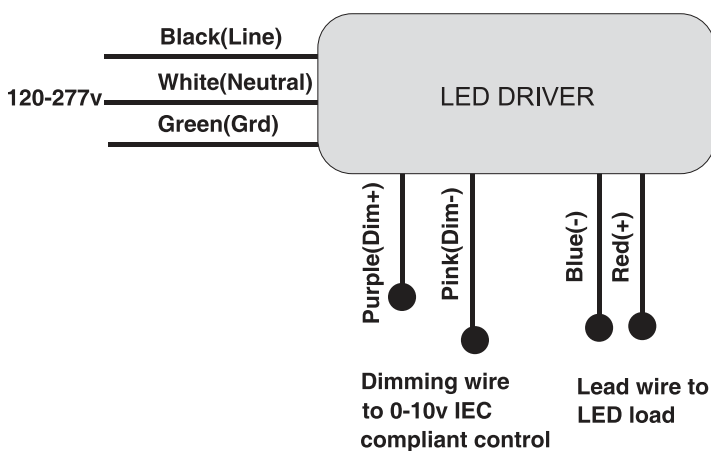 Black(Line)
120-277v
White(Neutral)
Green(Grd)
LED DRIVER
Purple(Dim+)
Pink(Dim-)
Blue(-)
Red(+)
Dimming wire
to 0-10v IEC
compliant control
Lead wire to
LED load